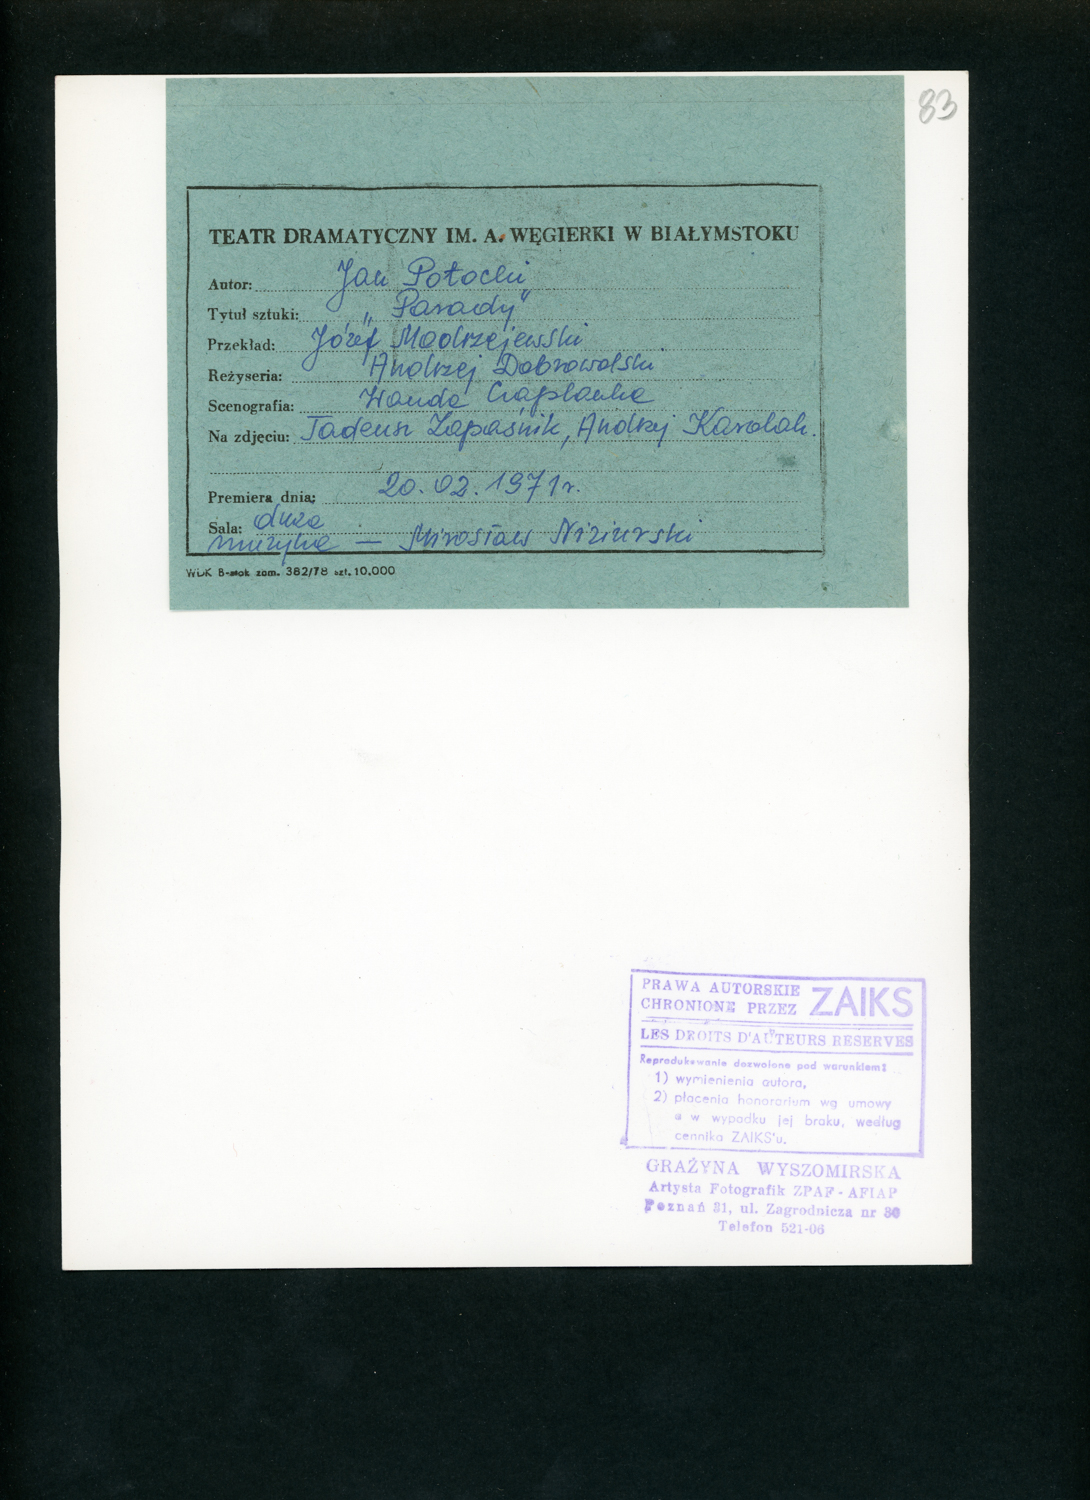 83
TEATR DRAMATYCZNY IM. A. WĘGIERKI W BIAŁYMSTOKU
Autor: Jan Potocki
Tytuł sztuki: „Parady"
Przekład: Józef Modrzejewski
Reżyseria: Andrzej Dobrowolski
Scenografia: Wanda Czaplanka
Na zdjęciu: Tadeusz Zapaśnik, Andrzej Karolak.
Premiera dnia: 20.02.1971r.
Sala: duża
muzyka — Mirosław Niziurski
WDK B-stok zam. 382/78 szt. 10.000
PRAWA AUTORSKIE
CHRONIONE PRZEZ ZAIKS
LES DROITS D'AUTEURS RESERVES
Reprodukowanie dozwolone pod warunkiem:
1) wymienienia autora,
2) płacenia honorarium wg umowy
a w wypadku jej braku, według
cennika ZAIKS'u.
GRAŻYNA WYSZOMIRSKA
Artysta Fotografik ZPAF - AFIAP
Poznań 31, ul. Zagrodnicza nr 30
Telefon 521-06